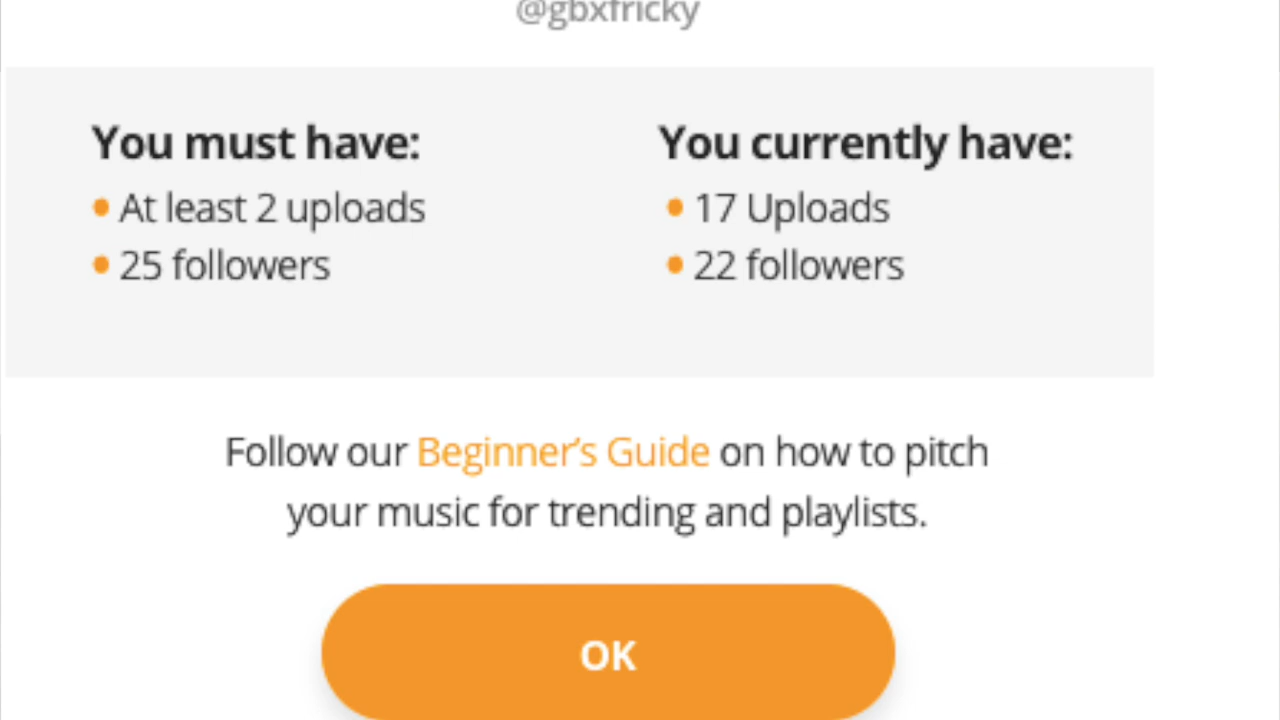 @gbxfricky
You must have:
You currently have:
• At least 2 uploads
• 17 Uploads
• 25 followers
• 22 followers
Follow our Beginner's Guide on how to pitch
your music for trending and playlists.
OK